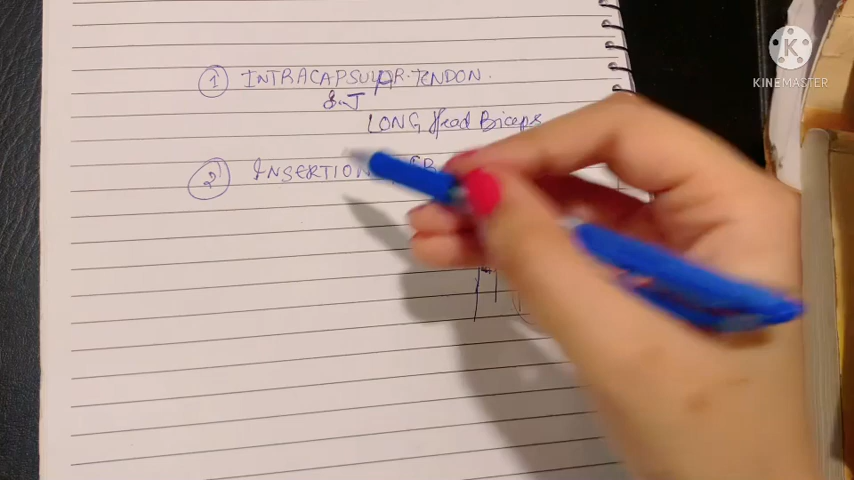 1 INTRACAPSULAR TENDON.
S.J
LONG Head Biceps
2 INSERTION
K
KINEMASTER